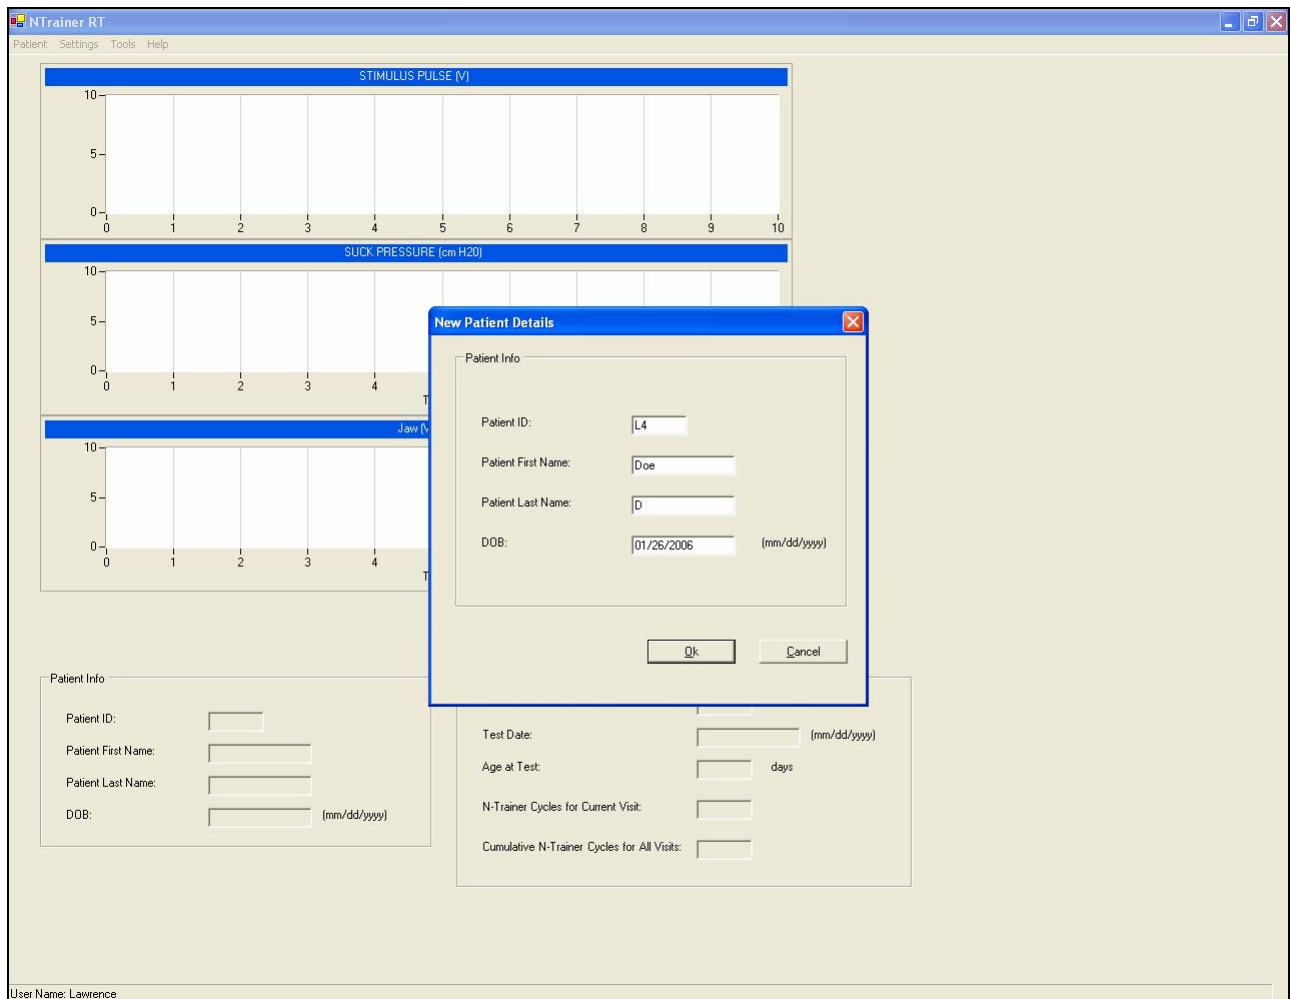 NTrainer RT
Patient Settings Tools Help
STIMULUS PULSE (V)
10
5
0
0 1 2 3 4 5 6 7 8 9 10
SUCK PRESSURE (cm H20)
10
5
0
0 1 2 3 4
T
Jaw (V
10
5
0
0 1 2 3 4
T
New Patient Details
Patient Info
Patient ID: L4
Patient First Name: Doe
Patient Last Name: D
DOB: 01/26/2006 (mm/dd/yyyy)
Ok Cancel
Patient Info
Patient ID:
Patient First Name:
Patient Last Name:
DOB: (mm/dd/yyyy)
Test Date: (mm/dd/yyyy)
Age at Test: days
N-Trainer Cycles for Current Visit:
Cumulative N-Trainer Cycles for All Visits:
User Name: Lawrence